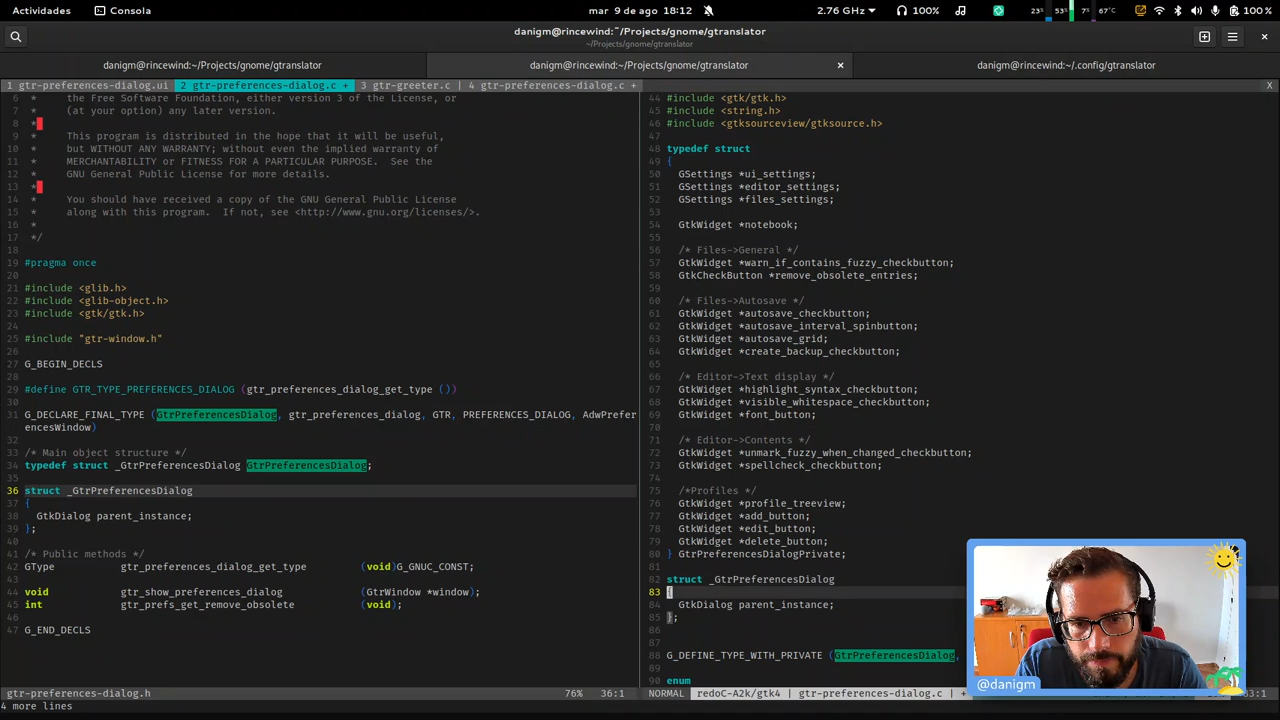 Actividades
Consola
mar 9 de ago 18:12
2.76 GHz
100%
23%
53%
7%
67°C
100 %
danigm@rincewind:~/Projects/gnome/gtranslator
~/Projects/gnome/gtranslator
danigm@rincewind:~/Projects/gnome/gtranslator
danigm@rincewind:~/Projects/gnome/gtranslator
danigm@rincewind:~/.config/gtranslator
1 gtr-preferences-dialog.ui 2 gtr-preferences-dialog.c + 3 gtr-greeter.c | 4 gtr-preferences-dialog.c + X
6 * the Free Software Foundation, either version 3 of the License, or
7 * (at your option) any later version.
8 *
9 * This program is distributed in the hope that it will be useful,
10 * but WITHOUT ANY WARRANTY; without even the implied warranty of
11 * MERCHANTABILITY or FITNESS FOR A PARTICULAR PURPOSE. See the
12 * GNU General Public License for more details.
13 *
14 * You should have received a copy of the GNU General Public License
15 * along with this program. If not, see <http://www.gnu.org/licenses/>.
16 *
17 */
18
19 #pragma once
20
21 #include <glib.h>
22 #include <glib-object.h>
23 #include <gtk/gtk.h>
24
25 #include "gtr-window.h"
26
27 G_BEGIN_DECLS
28
29 #define GTR_TYPE_PREFERENCES_DIALOG (gtr_preferences_dialog_get_type ())
30
31 G_DECLARE_FINAL_TYPE (GtrPreferencesDialog, gtr_preferences_dialog, GTR, PREFERENCES_DIALOG, AdwPrefer
encesWindow)
32
33 /* Main object structure */
34 typedef struct _GtrPreferencesDialog GtrPreferencesDialog;
35
36 struct _GtrPreferencesDialog
37 {
38 GtkDialog parent_instance;
39 };
40
41 /* Public methods */
42 GType gtr_preferences_dialog_get_type (void)G_GNUC_CONST;
43
44 void gtr_show_preferences_dialog (GtrWindow *window);
45 int gtr_prefs_get_remove_obsolete (void);
46
47 G_END_DECLS
gtr-preferences-dialog.h 76% 36:1
4 more lines
44 #include <gtk/gtk.h>
45 #include <string.h>
46 #include <gtksourceview/gtksource.h>
47
48 typedef struct
49 {
50 GSettings *ui_settings;
51 GSettings *editor_settings;
52 GSettings *files_settings;
53
54 GtkWidget *notebook;
55
56 /* Files->General */
57 GtkWidget *warn_if_contains_fuzzy_checkbutton;
58 GtkCheckButton *remove_obsolete_entries;
59
60 /* Files->Autosave */
61 GtkWidget *autosave_checkbutton;
62 GtkWidget *autosave_interval_spinbutton;
63 GtkWidget *autosave_grid;
64 GtkWidget *create_backup_checkbutton;
65
66 /* Editor->Text display */
67 GtkWidget *highlight_syntax_checkbutton;
68 GtkWidget *visible_whitespace_checkbutton;
69 GtkWidget *font_button;
70
71 /* Editor->Contents */
72 GtkWidget *unmark_fuzzy_when_changed_checkbutton;
73 GtkWidget *spellcheck_checkbutton;
74
75 /*Profiles */
76 GtkWidget *profile_treeview;
77 GtkWidget *add_button;
78 GtkWidget *edit_button;
79 GtkWidget *delete_button;
80 } GtrPreferencesDialogPrivate;
81
82 struct _GtrPreferencesDialog
83 {
84 GtkDialog parent_instance;
85 };
86
87
88 G_DEFINE_TYPE_WITH_PRIVATE (GtrPreferencesDialog,
89
90 enum
NORMAL redoC-A2k/gtk4 | gtr-preferences-dialog.c | +
@danigm